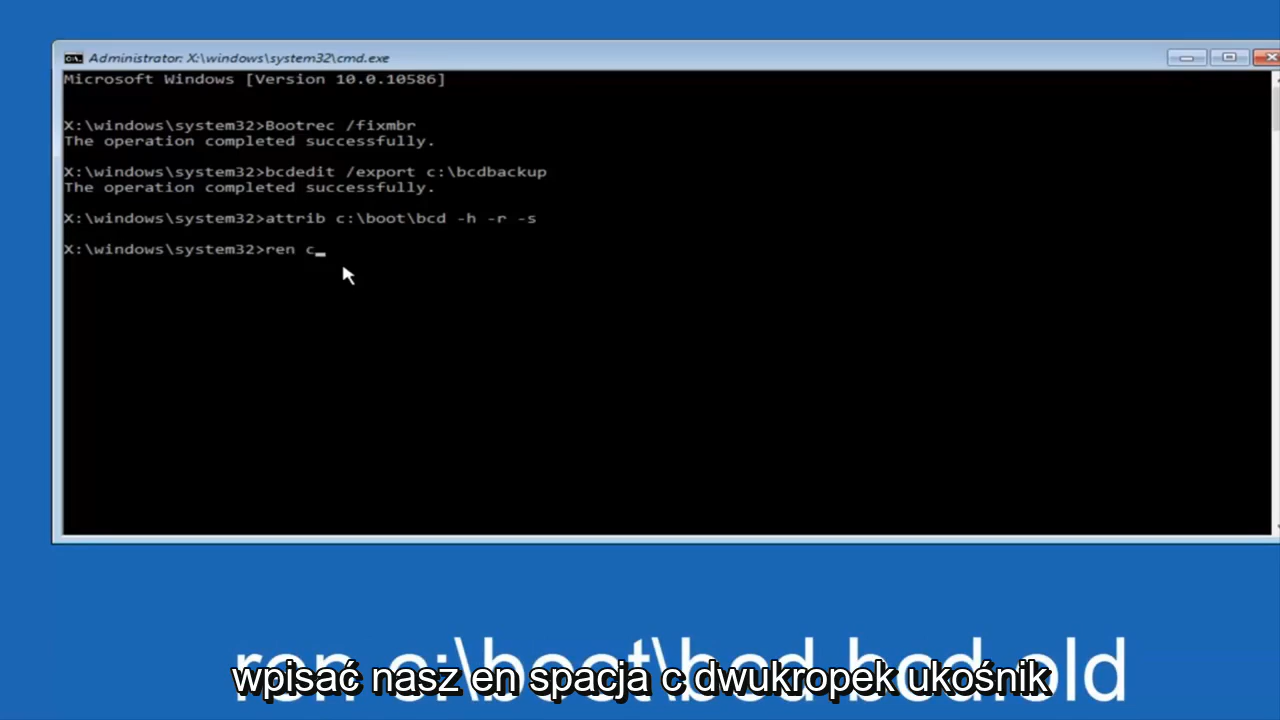 Administrator: X:\windows\system32\cmd.exe
Microsoft Windows [Version 10.0.10586]
X:\windows\system32>Bootrec /fixmbr
The operation completed successfully.
X:\windows\system32>bcdedit /export c:\bcdbackup
The operation completed successfully.
X:\windows\system32>attrib c:\boot\bcd -h -r -s
X:\windows\system32>ren c_
ren c:\boot\bcd bcd.old
wpisać nasz en spacja c dwukropek ukośnik